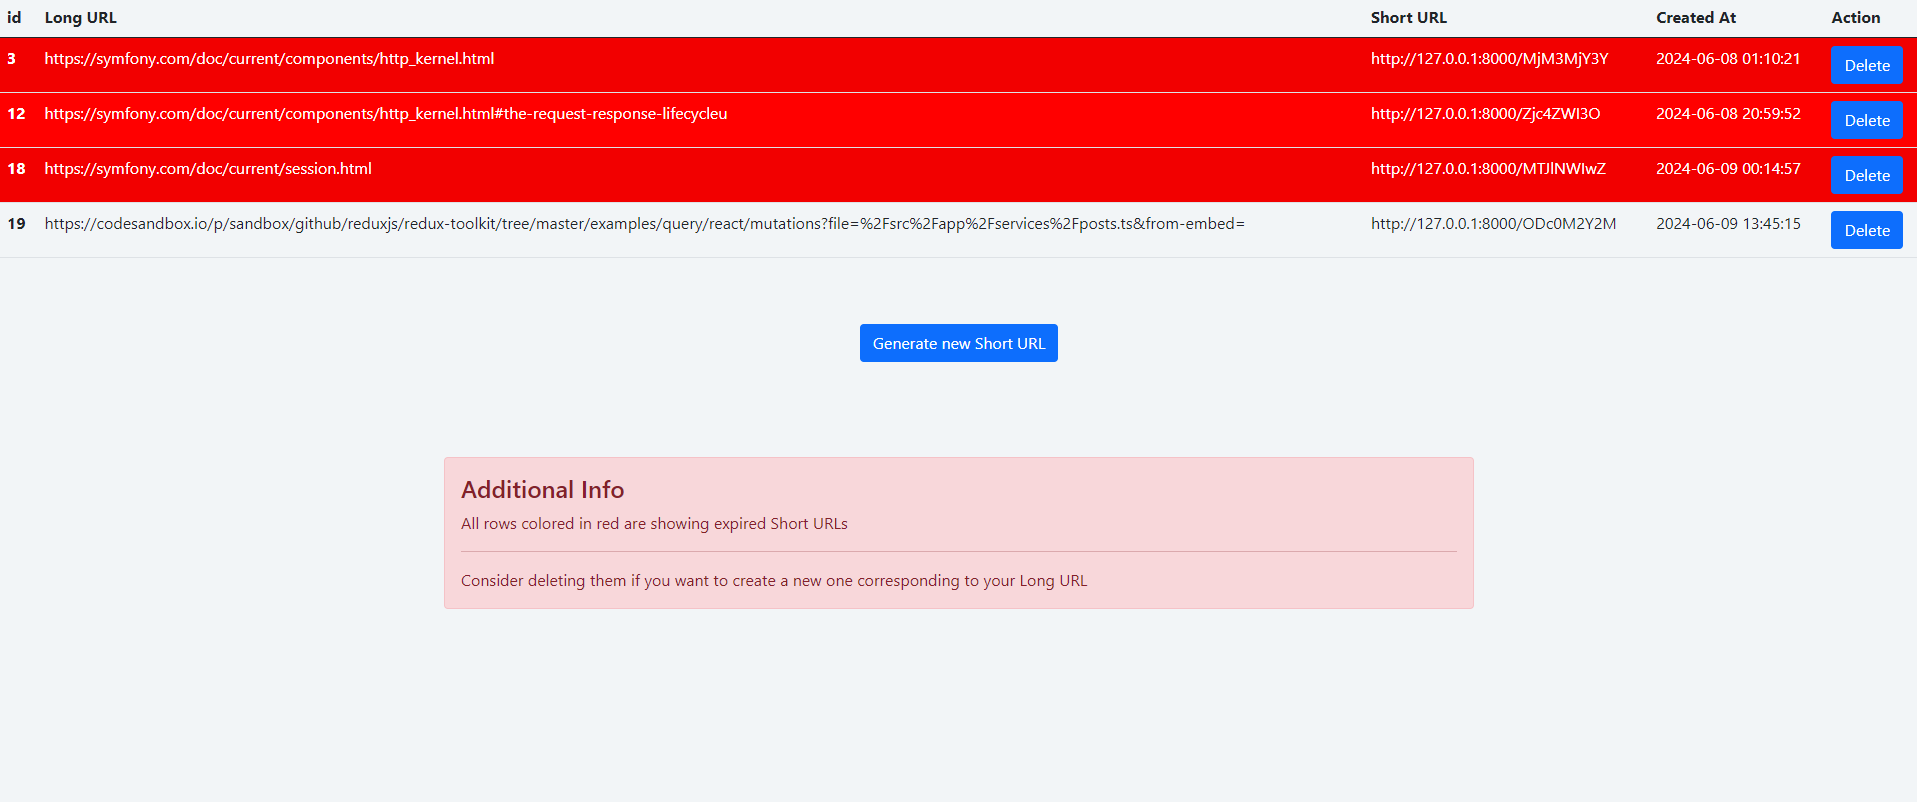 id Long URL Short URL Created At Action
3 https://symfony.com/doc/current/components/http_kernel.html http://127.0.0.1:8000/MjM3MjY3Y 2024-06-08 01:10:21 Delete
12 https://symfony.com/doc/current/components/http_kernel.html#the-request-response-lifecycleu http://127.0.0.1:8000/Zjc4ZWI3O 2024-06-08 20:59:52 Delete
18 https://symfony.com/doc/current/session.html http://127.0.0.1:8000/MTJlNWIwZ 2024-06-09 00:14:57 Delete
19 https://codesandbox.io/p/sandbox/github/reduxjs/redux-toolkit/tree/master/examples/query/react/mutations?file=%2Fsrc%2Fapp%2Fservices%2Fposts.ts&from-embed= http://127.0.0.1:8000/ODc0M2Y2M 2024-06-09 13:45:15 Delete
Generate new Short URL
Additional Info
All rows colored in red are showing expired Short URLs
Consider deleting them if you want to create a new one corresponding to your Long URL